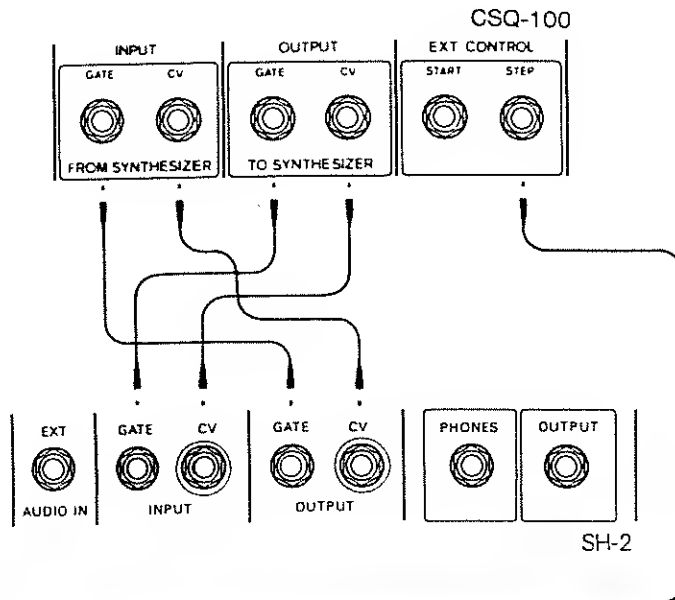 CSQ-100
INPUT OUTPUT EXT CONTROL
GATE CV GATE CV START STEP
FROM SYNTHESIZER TO SYNTHESIZER
EXT GATE CV GATE CV PHONES OUTPUT
AUDIO IN INPUT OUTPUT
SH-2